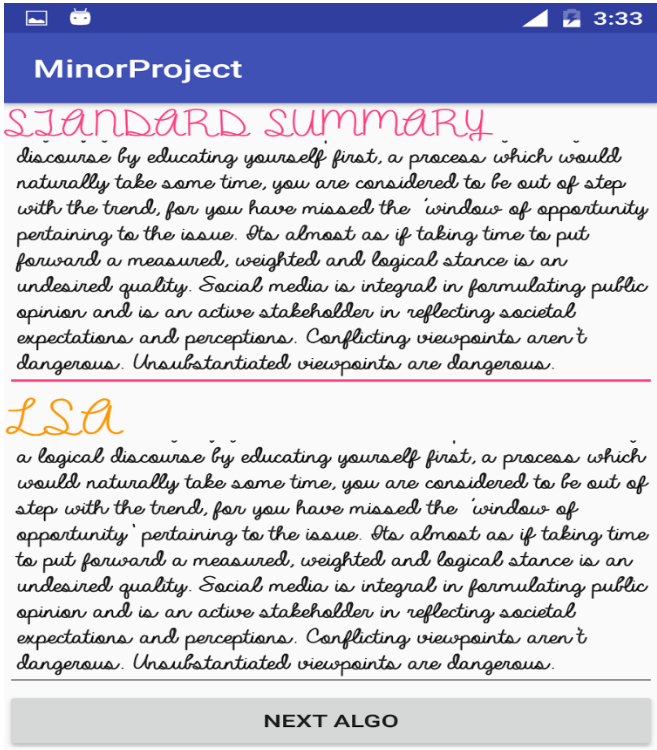 3:33
MinorProject
STANDARD SUMMARY
discourse by educating yourself first, a process which would
naturally take some time, you are considered to be out of step
with the trend, for you have missed the 'window of opportunity
pertaining to the issue. Its almost as if taking time to put
forward a measured, weighted and logical stance is an
undesired quality. Social media is integral in formulating public
opinion and is an active stakeholder in reflecting societal
expectations and perceptions. Conflicting viewpoints aren't
dangerous. Unsubstantiated viewpoints are dangerous.
LSA
a logical discourse by educating yourself first, a process which
would naturally take some time, you are considered to be out of
step with the trend, for you have missed the 'window of
opportunity' pertaining to the issue. Its almost as if taking time
to put forward a measured, weighted and logical stance is an
undesired quality. Social media is integral in formulating public
opinion and is an active stakeholder in reflecting societal
expectations and perceptions. Conflicting viewpoints aren't
dangerous. Unsubstantiated viewpoints are dangerous.
NEXT ALGO